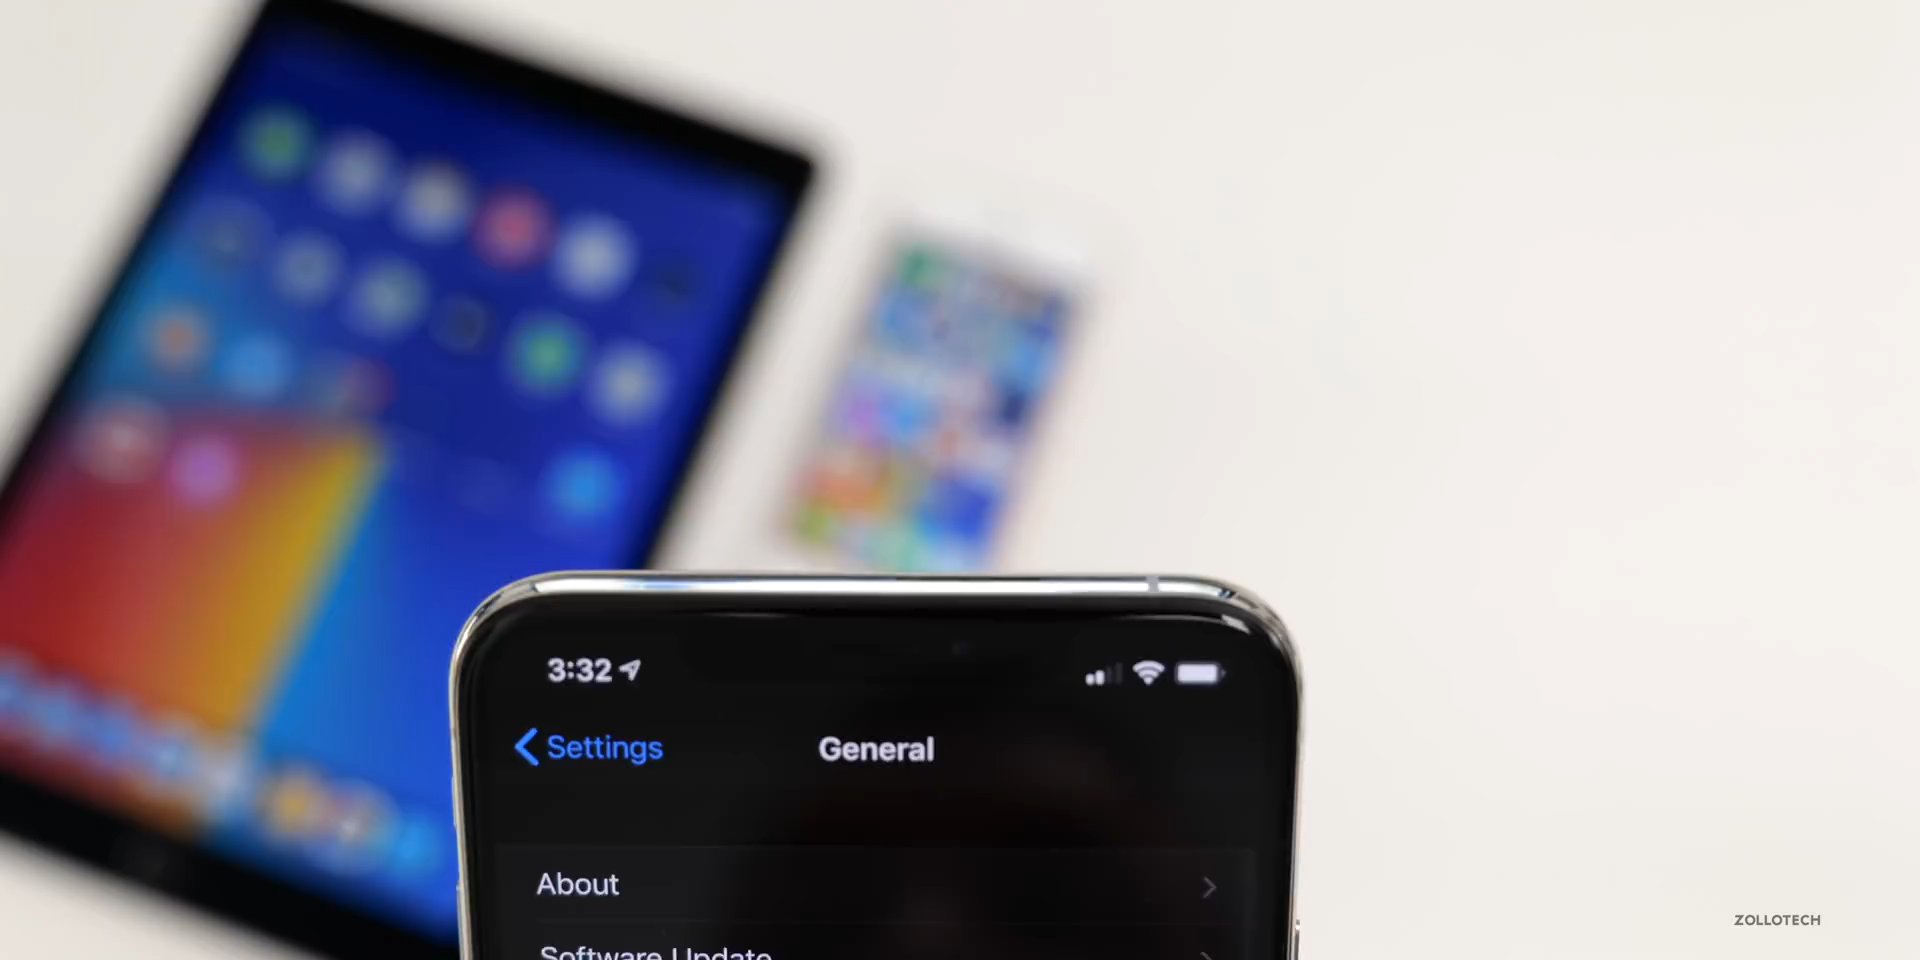 3:32
Settings
General
About
Software Update
ZOLLOTECH